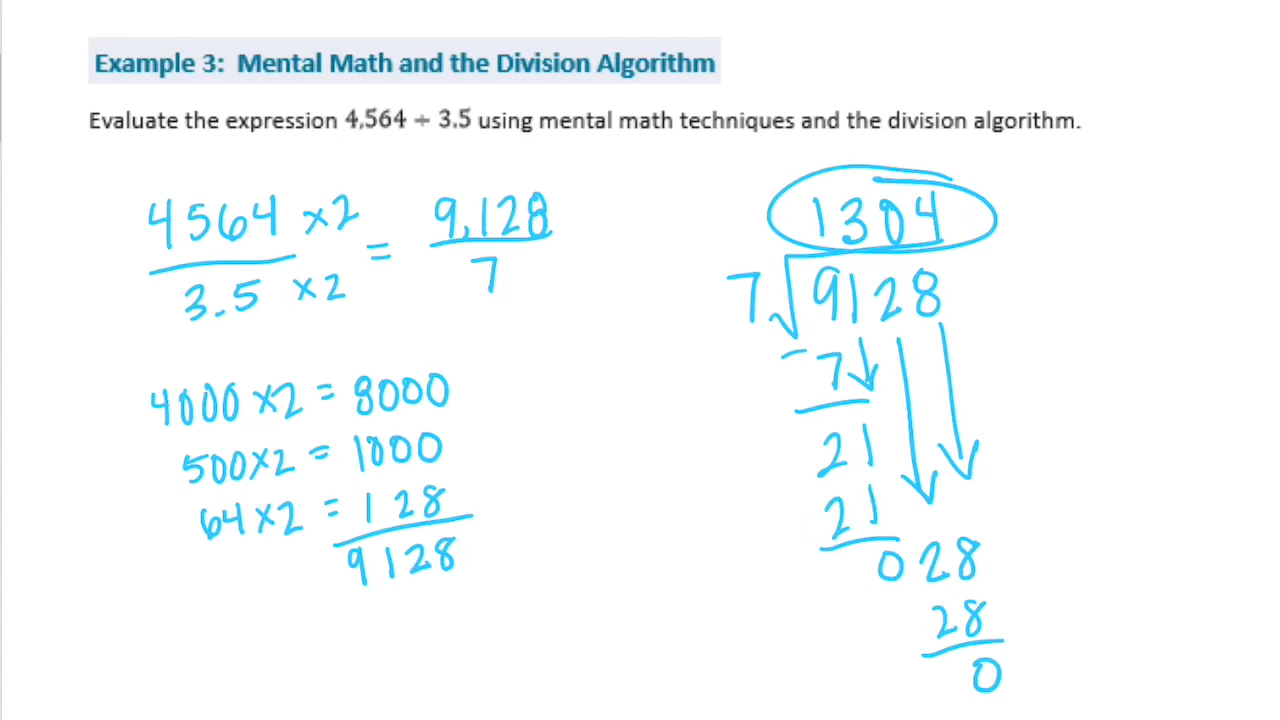 Example 3: Mental Math and the Division Algorithm
Evaluate the expression 4,564 ÷ 3.5 using mental math techniques and the division algorithm.
4564 ×2
3.5 ×2
=
9,128
7
4000 ×2 = 8000
500×2 = 1000
64×2 = 128
9128
1304
7 9128
- 7
21
21
028
28
0